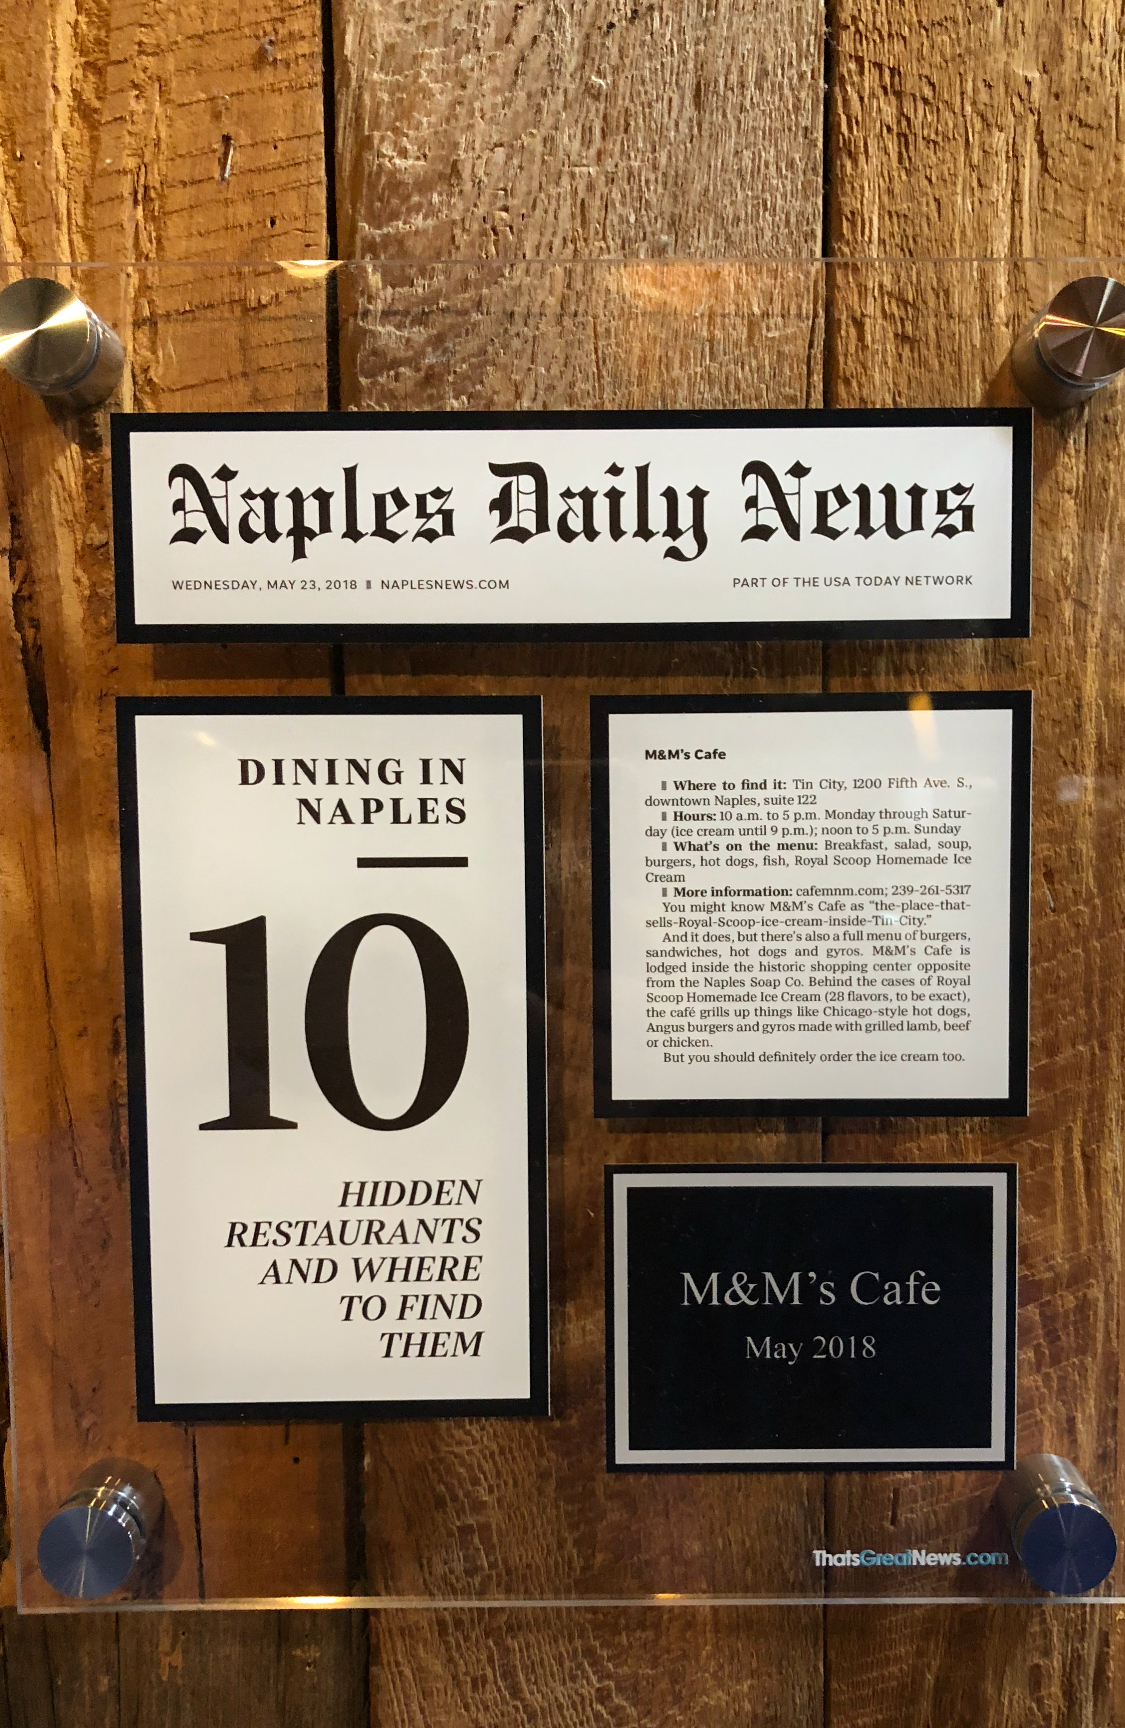 Naples Daily News
WEDNESDAY, MAY 23, 2018 ▮ NAPLESNEWS.COM
PART OF THE USA TODAY NETWORK
DINING IN
NAPLES
10
HIDDEN
RESTAURANTS
AND WHERE
TO FIND
THEM
M&M's Cafe
▮ Where to find it: Tin City, 1200 Fifth Ave. S.,
downtown Naples, suite 122
▮ Hours: 10 a.m. to 5 p.m. Monday through Satur-
day (ice cream until 9 p.m.); noon to 5 p.m. Sunday
▮ What's on the menu: Breakfast, salad, soup,
burgers, hot dogs, fish, Royal Scoop Homemade Ice
Cream
▮ More information: cafemnm.com; 239-261-5317
You might know M&M's Cafe as “the-place-that-
sells-Royal-Scoop-ice-cream-inside-Tin-City.”
And it does, but there's also a full menu of burgers,
sandwiches, hot dogs and gyros. M&M's Cafe is
lodged inside the historic shopping center opposite
from the Naples Soap Co. Behind the cases of Royal
Scoop Homemade Ice Cream (28 flavors, to be exact),
the café grills up things like Chicago-style hot dogs,
Angus burgers and gyros made with grilled lamb, beef
or chicken.
But you should definitely order the ice cream too.
M&M's Cafe
May 2018
ThatsGreatNews.com